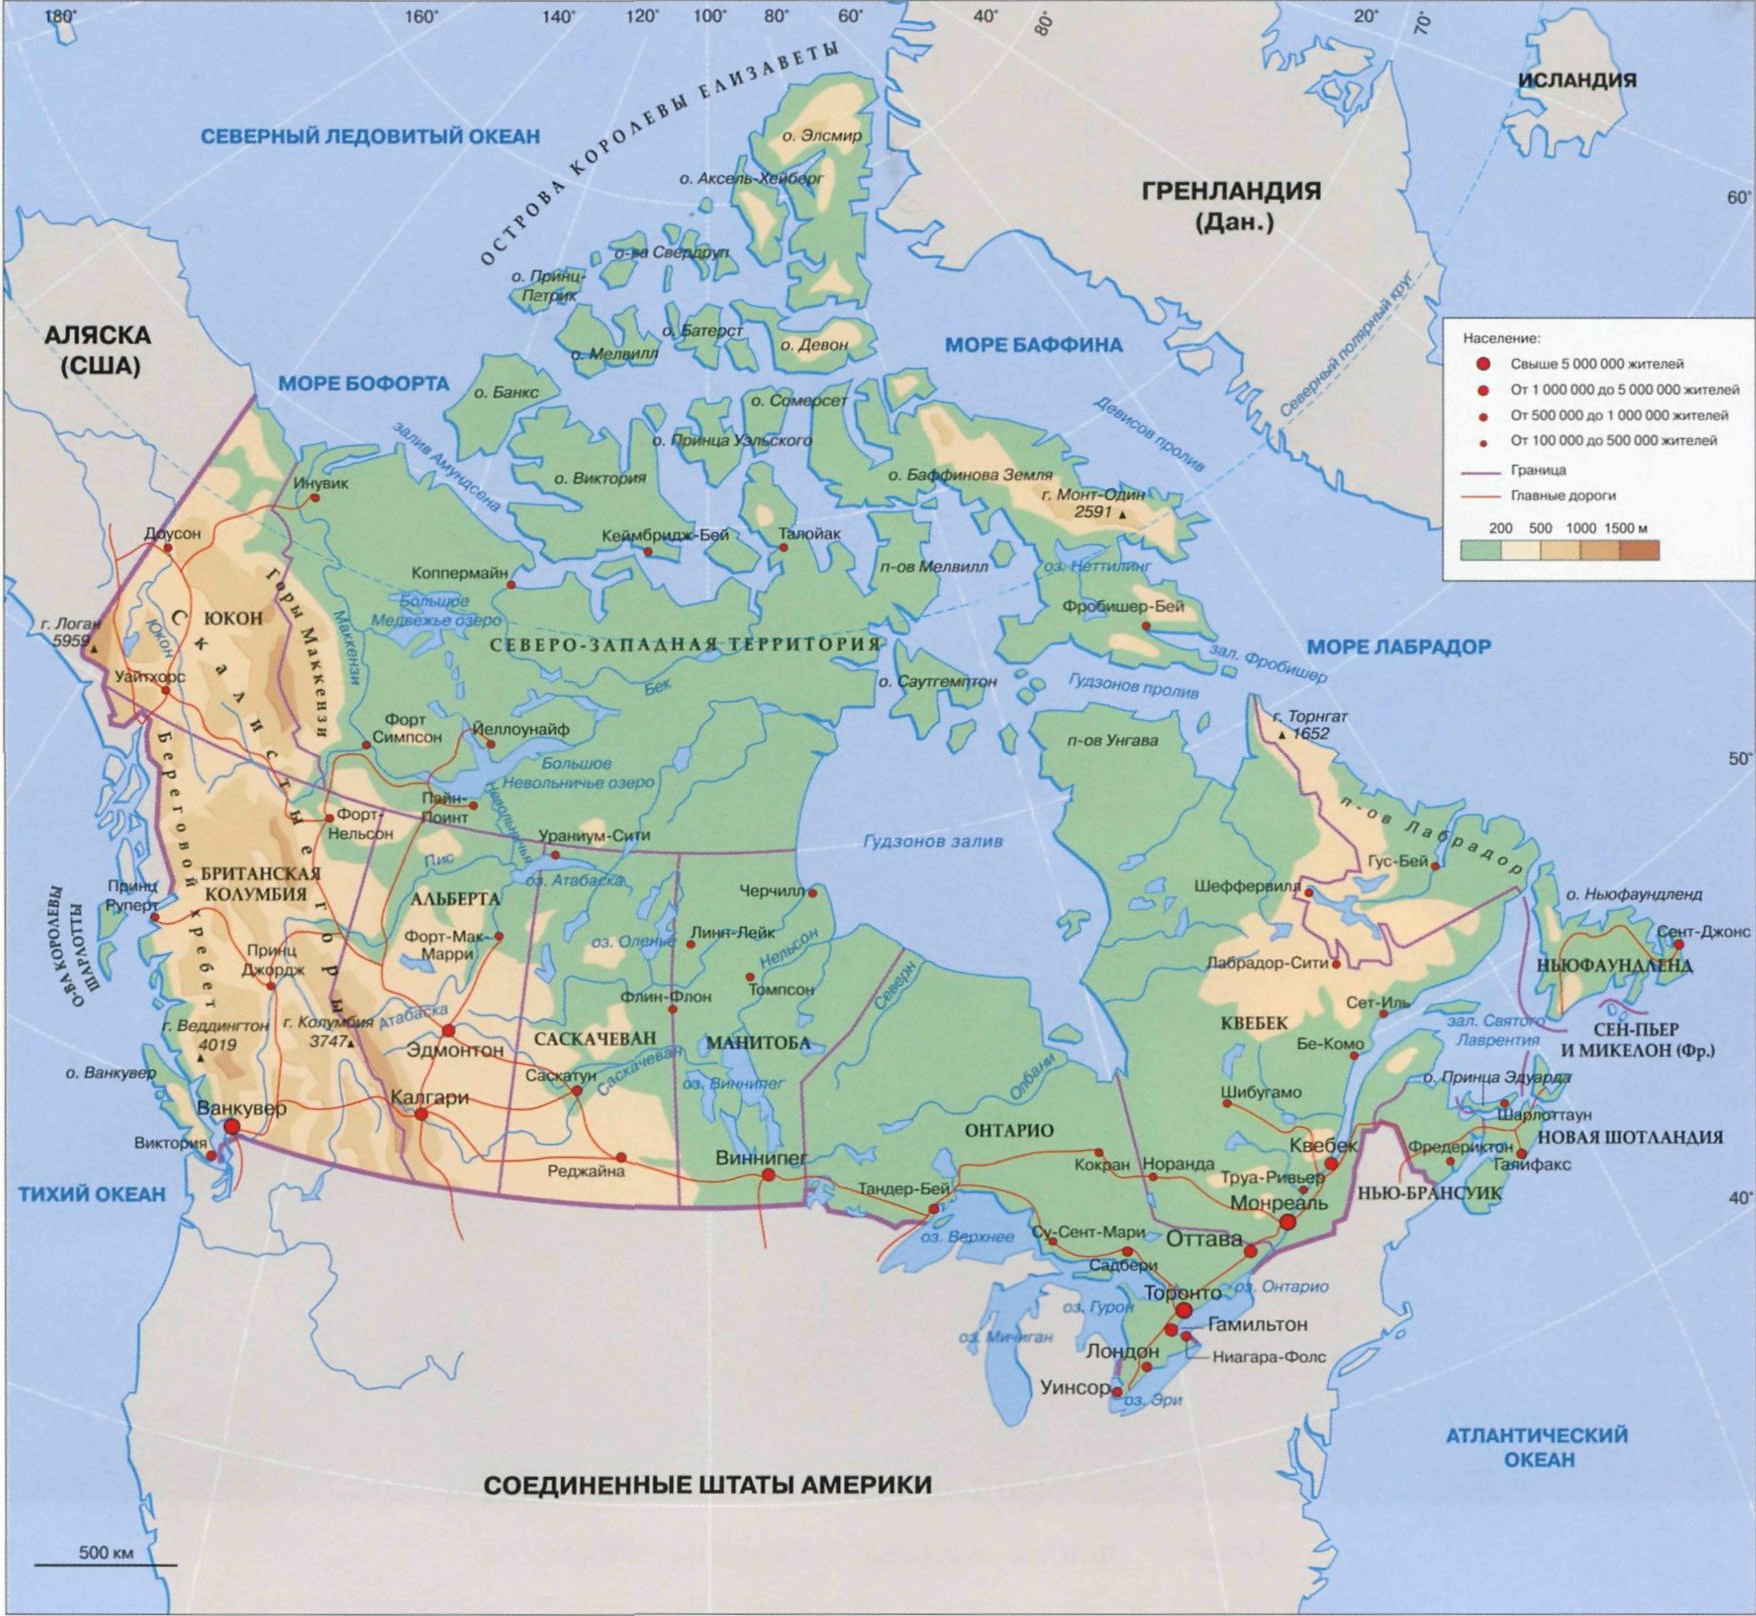 180°
160°
140°
120°
100°
80°
60°
40°
80°
20°
70°
60°
50°
40°
ОСТРОВА КОРОЛЕВЫ ЕЛИЗАВЕТЫ
СЕВЕРНЫЙ ЛЕДОВИТЫЙ ОКЕАН
ИСЛАНДИЯ
ГРЕНЛАНДИЯ
(Дан.)
о. Элсмир
о. Аксель-Хейберг
о-ва Свердруп
о. Принц-
Патрик
о. Батерст
о. Мелвилл
о. Девон
АЛЯСКА
(США)
МОРЕ БОФОРТА
МОРЕ БАФФИНА
Северный полярный круг
о. Банкс
о. Сомерсет
о. Принца Уэльского
залив Амундсена
Девисов пролив
о. Виктория
о. Баффинова Земля
г. Монт-Один
2591
Население:
Свыше 5 000 000 жителей
От 1 000 000 до 5 000 000 жителей
От 500 000 до 1 000 000 жителей
От 100 000 до 500 000 жителей
Граница
Главные дороги
200 500 1000 1500 м
Инувик
Доусон
Кеймбридж-Бей
Талойак
п-ов Мелвилл
оз. Неттилинг
Коппермайн
Большое
Медвежье озеро
Фробишер-Бей
г. Логан
5959
ЮКОН
Юкон
Горы Маккензи
Маккензи
Скалистые горы
СЕВЕРО-ЗАПАДНАЯ ТЕРРИТОРИЯ
МОРЕ ЛАБРАДОР
зал. Фробишер
Гудзонов пролив
Уайтхорс
Бек
о. Саутгемптон
Форт
Симпсон
Йеллоунайф
п-ов Унгава
г. Торнгат
1652
Береговой хребет
Большое
Невольничье озеро
Невольничья
Пайн-
Поинт
Форт-
Нельсон
Ураниум-Сити
Гудзонов залив
п-ов Лабрадор
Пис
оз. Атабаска
Гус-Бей
БРИТАНСКАЯ
КОЛУМБИЯ
АЛЬБЕРТА
Черчилл
Шеффервилл
о. Ньюфаундленд
Принц
Руперт
О-ВА КОРОЛЕВЫ
ШАРЛОТТЫ
Форт-Мак-
Марри
оз. Оленье
Линн-Лейк
Нельсон
Сент-Джонс
Принц
Джордж
Лабрадор-Сити
НЬЮФАУНДЛЕНД
Томпсон
Северн
Флин-Флон
Сет-Иль
г. Веддингтон
4019
г. Колумбия
3747
Атабаска
КВЕБЕК
зал. Святого
Лаврентия
СЕН-ПЬЕР
И МИКЕЛОН (Фр.)
Эдмонтон
САСКАЧЕВАН
МАНИТОБА
Бе-Комо
о. Ванкувер
Саскатун
Саскачеван
оз. Виннипег
Олбани
о. Принца Эдуарда
Калгари
Шибугамо
Ванкувер
Шарлоттаун
Виктория
ОНТАРИО
Квебек
Фредериктон
НОВАЯ ШОТЛАНДИЯ
Галифакс
Реджайна
Виннипег
Кокран
Норанда
Труа-Ривьер
НЬЮ-БРАНСУИК
ТИХИЙ ОКЕАН
Тандер-Бей
Монреаль
оз. Верхнее
Су-Сент-Мари
Оттава
Садбери
оз. Онтарио
Торонто
оз. Гурон
Гамильтон
оз. Мичиган
Лондон
Ниагара-Фолс
Уинсор
оз. Эри
АТЛАНТИЧЕСКИЙ
ОКЕАН
СОЕДИНЕННЫЕ ШТАТЫ АМЕРИКИ
500 км